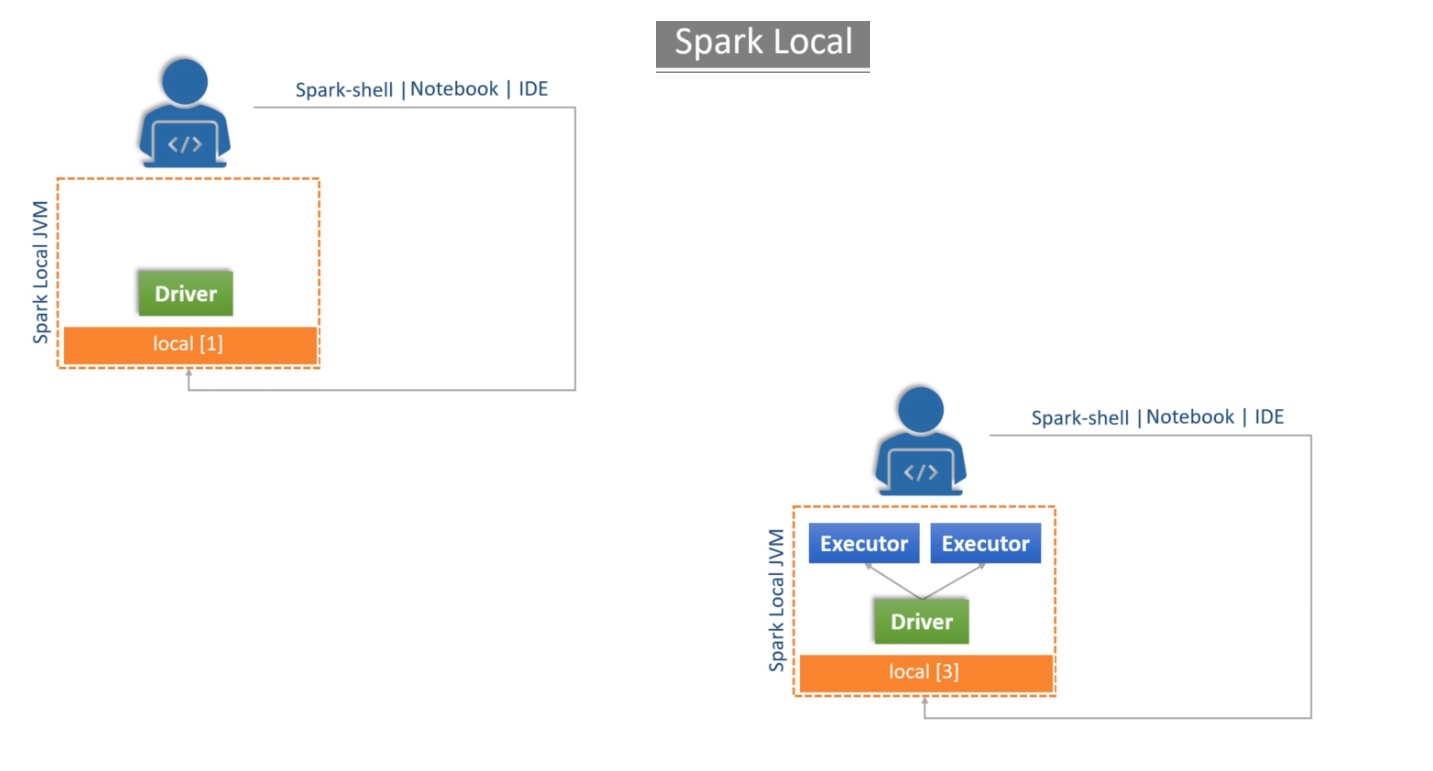 Spark Local
Spark-shell | Notebook | IDE
</>
Spark Local JVM
Driver
local [1]
Spark-shell | Notebook | IDE
</>
Spark Local JVM
Executor Executor
Driver
local [3]